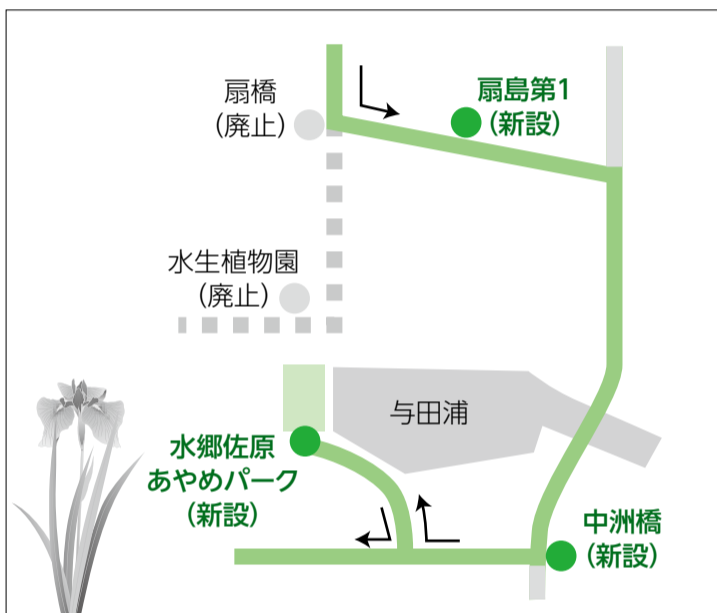 扇橋
(廃止)
扇島第1
(新設)
水生植物園
(廃止)
与田浦
水郷佐原
あやめパーク
(新設)
中洲橋
(新設)